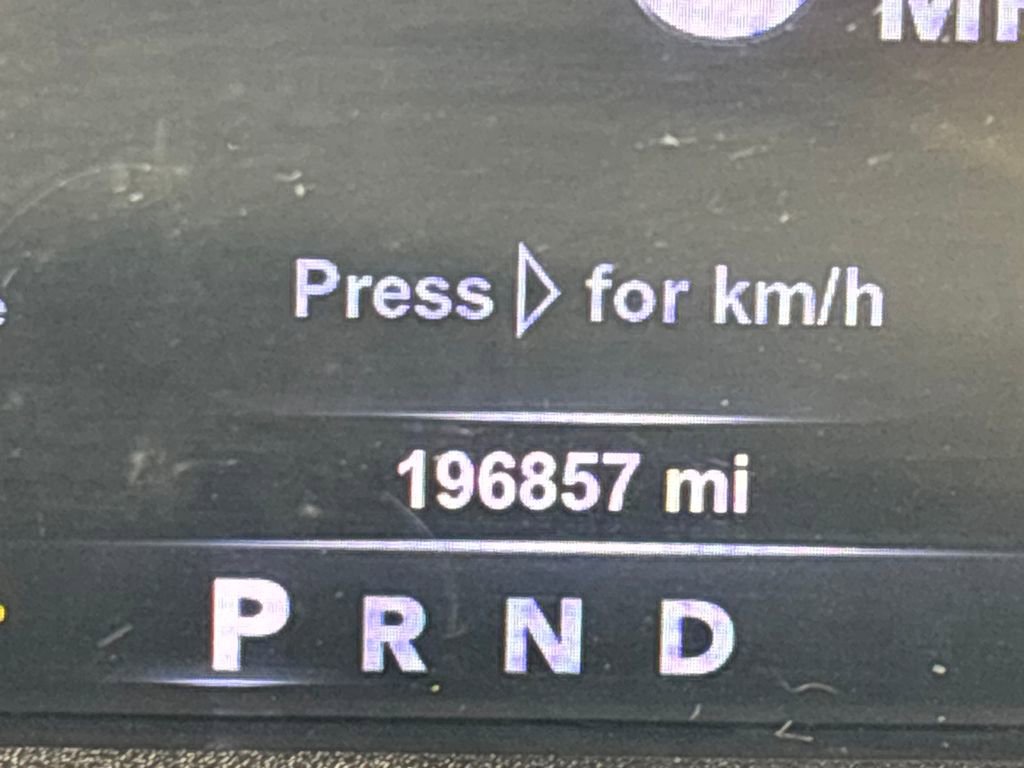 Press ▷ for km/h
196857 mi
P R N D